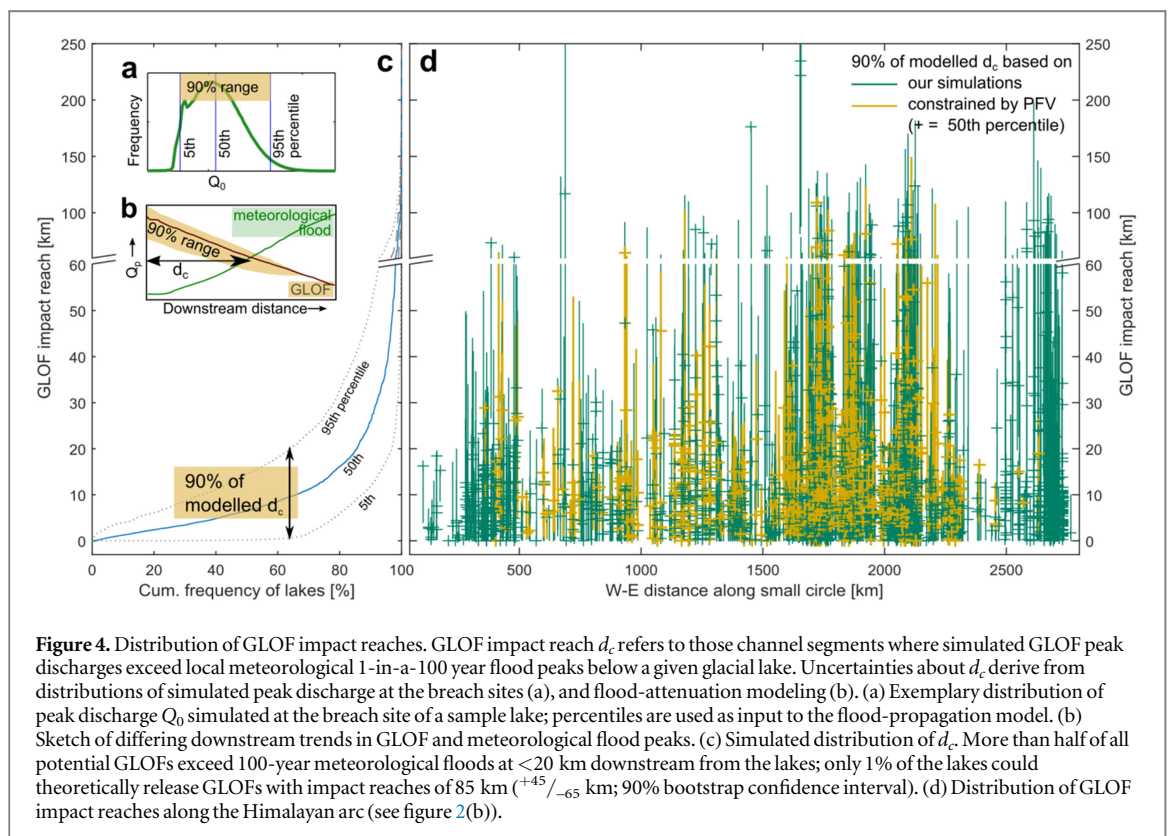 250
200
150
100
60
50
40
30
20
10
0
GLOF impact reach [km]
0
20
40
60
80
100
Cum. frequency of lakes [%]
a
90% range
Frequency
5th
50th
95th
percentile
Q0
b
meteorological
flood
90% range
Qp
dc
GLOF
Downstream distance→
c
95th percentile
50th
5th
90% of
modelled dc
d
90% of modelled dc based on
our simulations
constrained by PFV
(+ = 50th percentile)
500
1000
1500
2000
2500
W-E distance along small circle [km]
250
200
150
100
60
50
40
30
20
10
0
GLOF impact reach [km]
Figure 4. Distribution of GLOF impact reaches. GLOF impact reach dc refers to those channel segments where simulated GLOF peak
discharges exceed local meteorological 1-in-a-100 year flood peaks below a given glacial lake. Uncertainties about dc derive from
distributions of simulated peak discharge at the breach sites (a), and flood-attenuation modeling (b). (a) Exemplary distribution of
peak discharge Q0 simulated at the breach site of a sample lake; percentiles are used as input to the flood-propagation model. (b)
Sketch of differing downstream trends in GLOF and meteorological flood peaks. (c) Simulated distribution of dc. More than half of all
potential GLOFs exceed 100-year meteorological floods at <20 km downstream from the lakes; only 1% of the lakes could
theoretically release GLOFs with impact reaches of 85 km (+45/−65 km; 90% bootstrap confidence interval). (d) Distribution of GLOF
impact reaches along the Himalayan arc (see figure 2(b)).